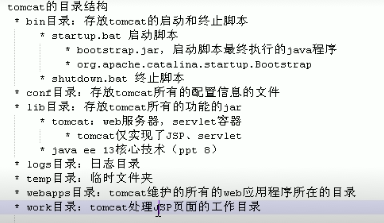 tomcat的目录结构
* bin目录：存放tomcat的启动和终止脚本
* startup.bat 启动脚本
* bootstrap.jar，启动脚本最终执行的java程序
* org.apache.catalina.startup.Bootstrap
* shutdown.bat 终止脚本
* conf目录：存放tomcat所有的配置信息的文件
* lib目录：存放tomcat所有的功能的jar
* tomcat：web服务器，servlet容器
* tomcat仅实现了JSP、servlet
* java ee 13核心技术（ppt 8）
* logs目录：日志目录
* temp目录：临时文件夹
* webapps目录：tomcat维护的所有的web应用程序所在的目录
* work目录：tomcat处理JSP页面的工作目录